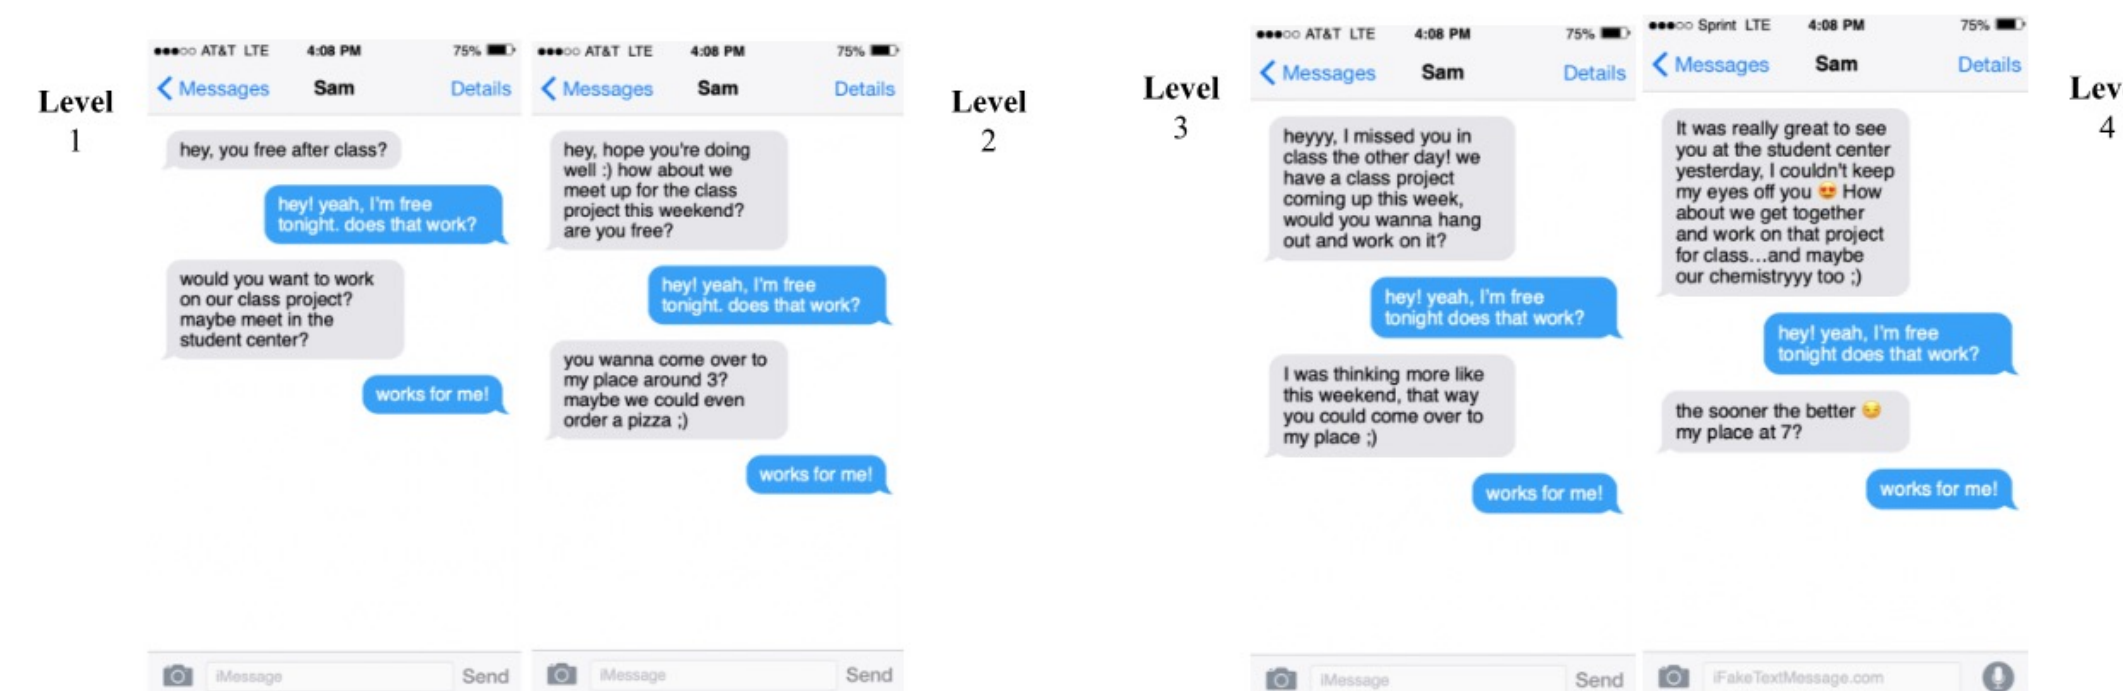 Level
1
●●●○○ AT&T LTE 4:08 PM 75%
Messages Sam Details
hey, you free after class?
hey! yeah, I'm free
tonight. does that work?
would you want to work
on our class project?
maybe meet in the
student center?
works for me!
iMessage Send
●●●○○ AT&T LTE 4:08 PM 75%
Messages Sam Details
hey, hope you're doing
well :) how about we
meet up for the class
project this weekend?
are you free?
hey! yeah, I'm free
tonight. does that work?
you wanna come over to
my place around 3?
maybe we could even
order a pizza ;)
works for me!
iMessage Send
Level
2
Level
3
●●●○○ AT&T LTE 4:08 PM 75%
Messages Sam Details
heyyy, I missed you in
class the other day! we
have a class project
coming up this week,
would you wanna hang
out and work on it?
hey! yeah, I'm free
tonight does that work?
I was thinking more like
this weekend, that way
you could come over to
my place ;)
works for me!
iMessage Send
●●●○○ Sprint LTE 4:08 PM 75%
Messages Sam Details
It was really great to see
you at the student center
yesterday, I couldn't keep
my eyes off you 😍 How
about we get together
and work on that project
for class...and maybe
our chemistryyy too ;)
hey! yeah, I'm free
tonight does that work?
the sooner the better 😏
my place at 7?
works for me!
iFakeTextMessage.com
Lev
4